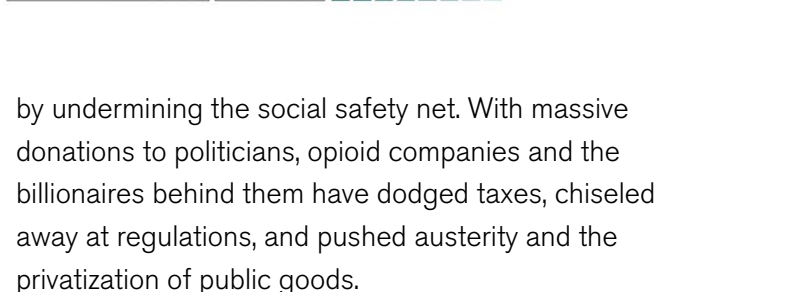 by undermining the social safety net. With massive
donations to politicians, opioid companies and the
billionaires behind them have dodged taxes, chiseled
away at regulations, and pushed austerity and the
privatization of public goods.